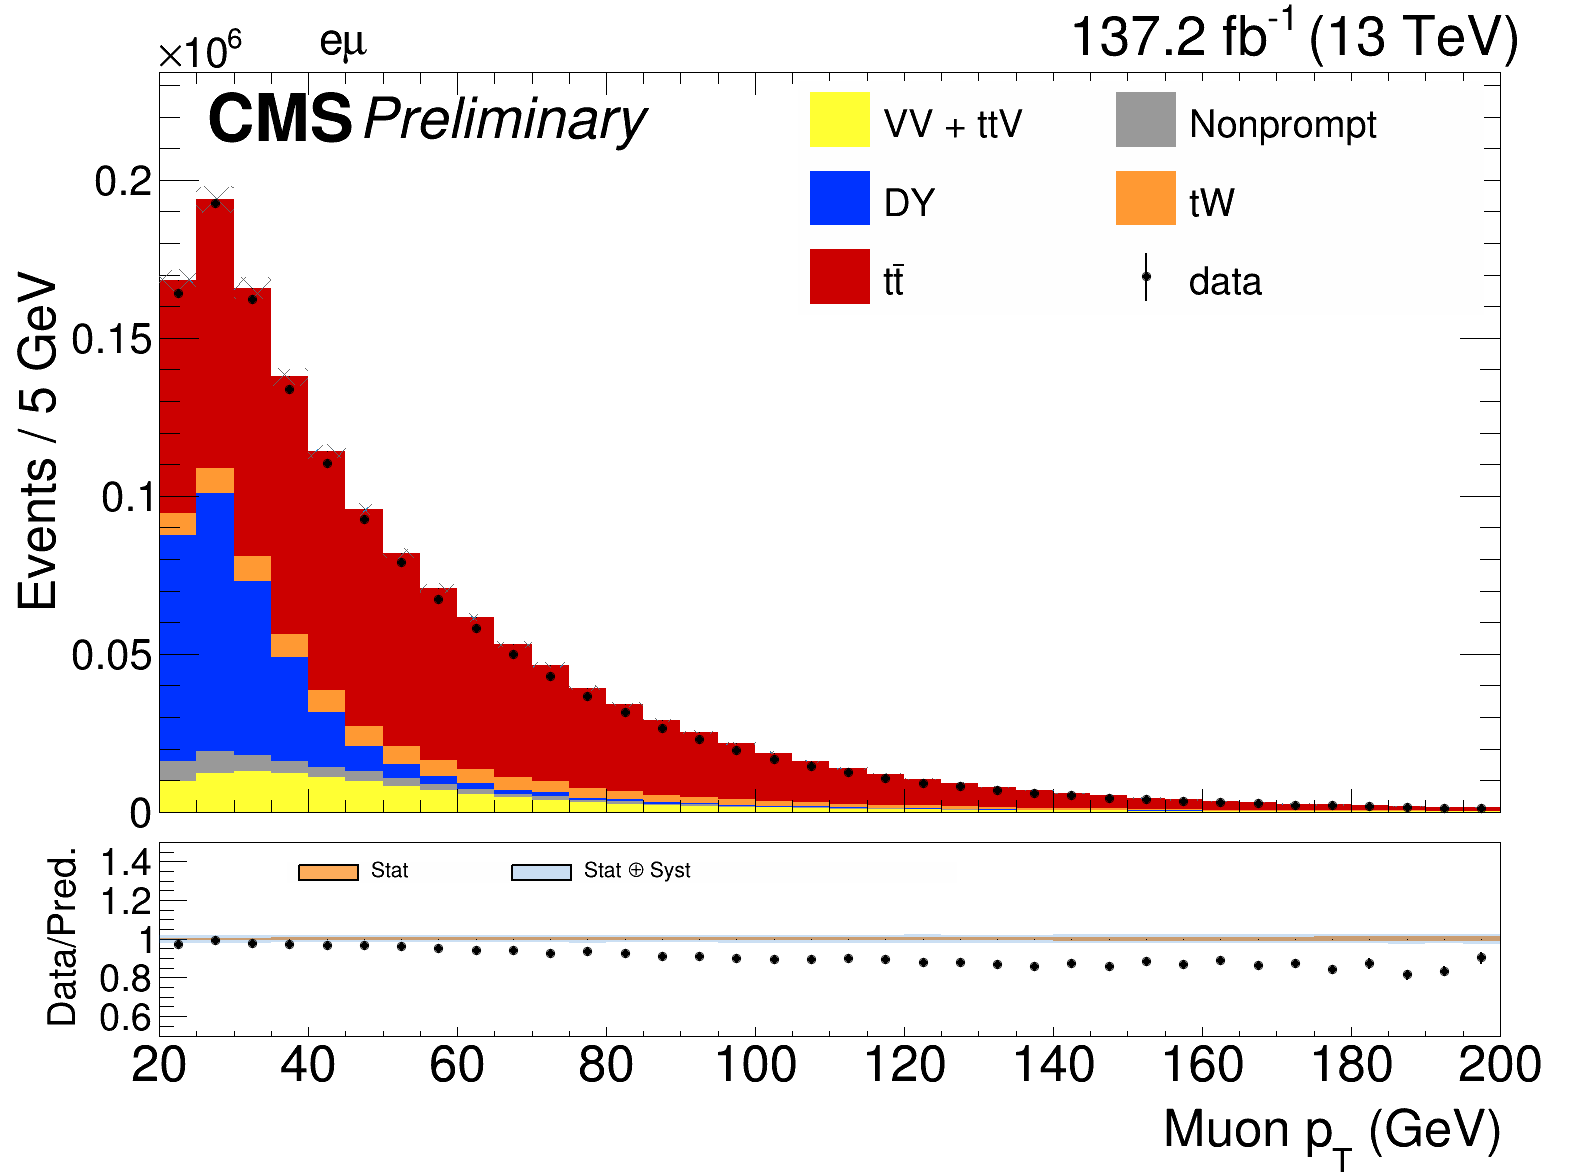 ×10⁶ eμ 137.2 fb⁻¹ (13 TeV)
CMS Preliminary
VV + ttV Nonprompt
DY tW
tt̄ data
Events / 5 GeV
0.2
0.15
0.1
0.05
0
Data/Pred.
Stat Stat ⊕ Syst
1.4
1.2
1
0.8
0.6
20 40 60 80 100 120 140 160 180 200
Muon p_T (GeV)